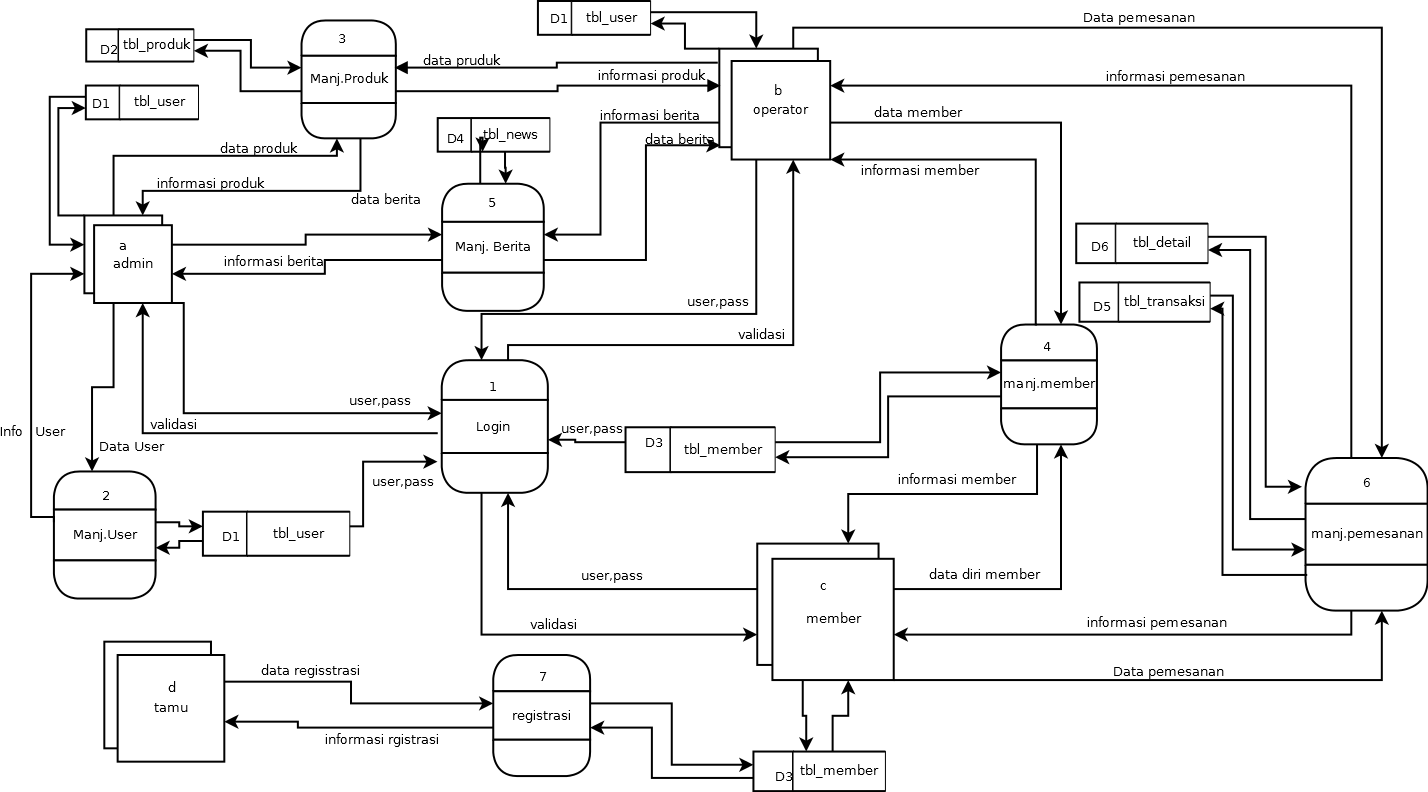 D1 tbl_user
Data pemesanan
D2 tbl_produk
3
Manj.Produk
data pruduk
informasi produk
informasi pemesanan
b
operator
D1 tbl_user
informasi berita
data member
D4 tbl_news
data berita
data produk
informasi member
informasi produk
data berita
5
Manj. Berita
a
admin
informasi berita
D6 tbl_detail
D5 tbl_transaksi
user,pass
validasi
4
manj.member
1
Login
user,pass
validasi
Info User
Data User
user,pass
D3 tbl_member
user,pass
informasi member
6
manj.pemesanan
2
Manj.User
D1 tbl_user
user,pass
data diri member
c
member
validasi
informasi pemesanan
data regisstrasi
Data pemesanan
d
tamu
7
registrasi
informasi rgistrasi
D3 tbl_member